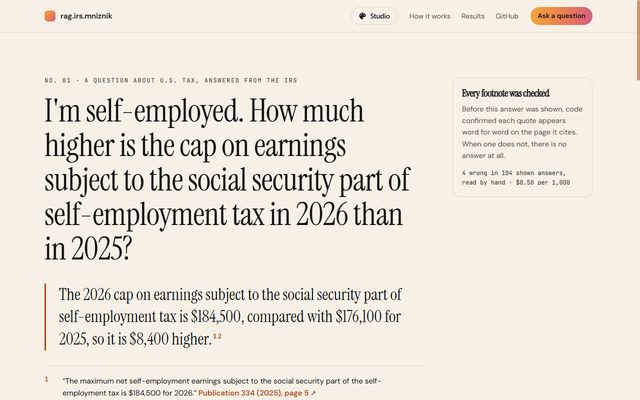 rag.irs.mniznik
Studio
How it works
Results
GitHub
Ask a question
NO. 01 · A QUESTION ABOUT U.S. TAX, ANSWERED FROM THE IRS
I'm self-employed. How much
higher is the cap on earnings
subject to the social security part of
self-employment tax in 2026 than
in 2025?
The 2026 cap on earnings subject to the social security part of
self-employment tax is $184,500, compared with $176,100 for
2025, so it is $8,400 higher. 1 2
1 “The maximum net self-employment earnings subject to the social security part of the self-
employment tax is $184,500 for 2026.” Publication 334 (2025), page 5 ↗
Every footnote was checked
Before this answer was shown, code
confirmed each quote appears
word for word on the page it cites.
When one does not, there is no
answer at all.
4 wrong in 104 shown answers,
read by hand · $0.50 per 1,000